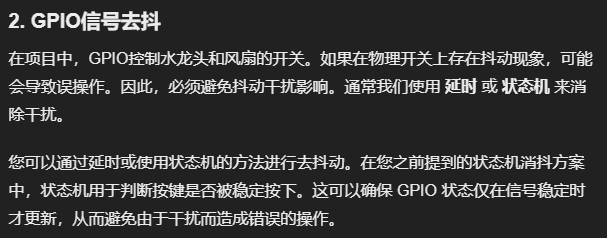 2. GPIO信号去抖
在项目中，GPIO控制水龙头和风扇的开关。如果在物理开关上存在抖动现象，可能
会导致误操作。因此，必须避免抖动干扰影响。通常我们使用 延时 或 状态机 来消
除干扰。
您可以通过延时或使用状态机的方法进行去抖动。在您之前提到的状态机消抖方案
中，状态机用于判断按键是否被稳定按下。这可以确保 GPIO 状态仅在信号稳定时
才更新，从而避免由于干扰而造成错误的操作。